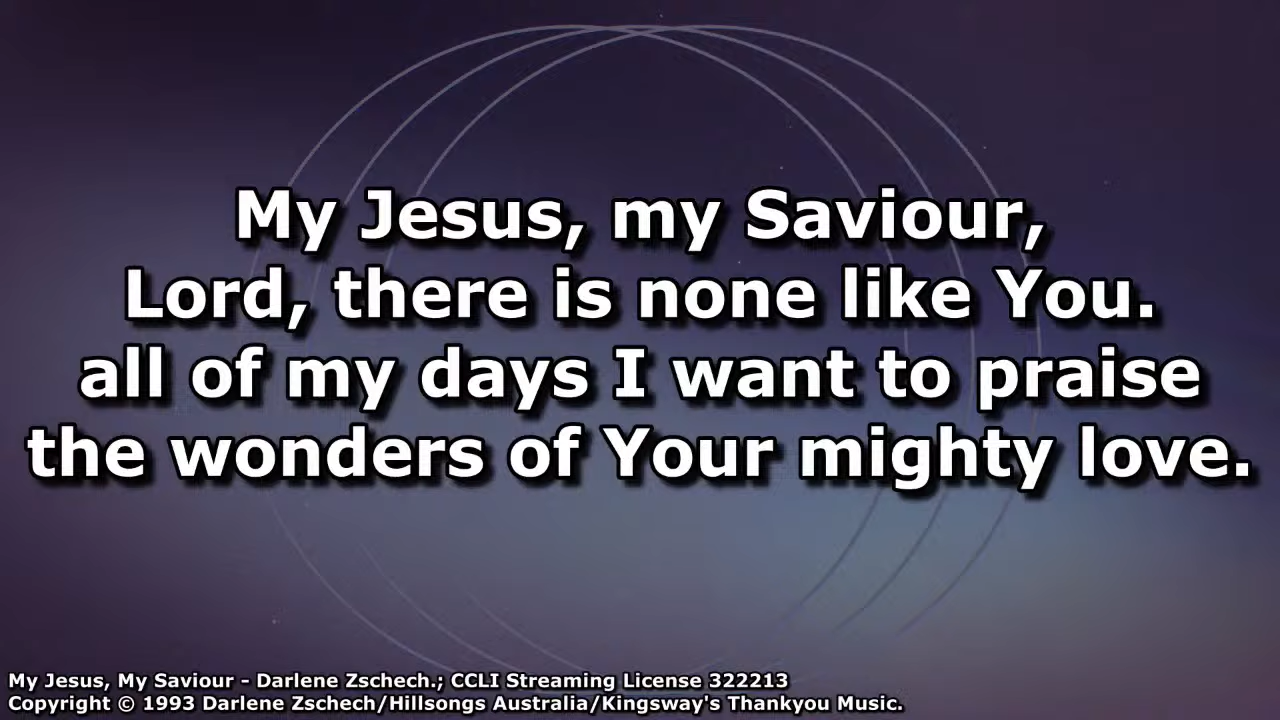 My Jesus, my Saviour,
Lord, there is none like You.
all of my days I want to praise
the wonders of Your mighty love.
My Jesus, My Saviour - Darlene Zschech.; CCLI Streaming License 322213
Copyright © 1993 Darlene Zschech/Hillsongs Australia/Kingsway's Thankyou Music.